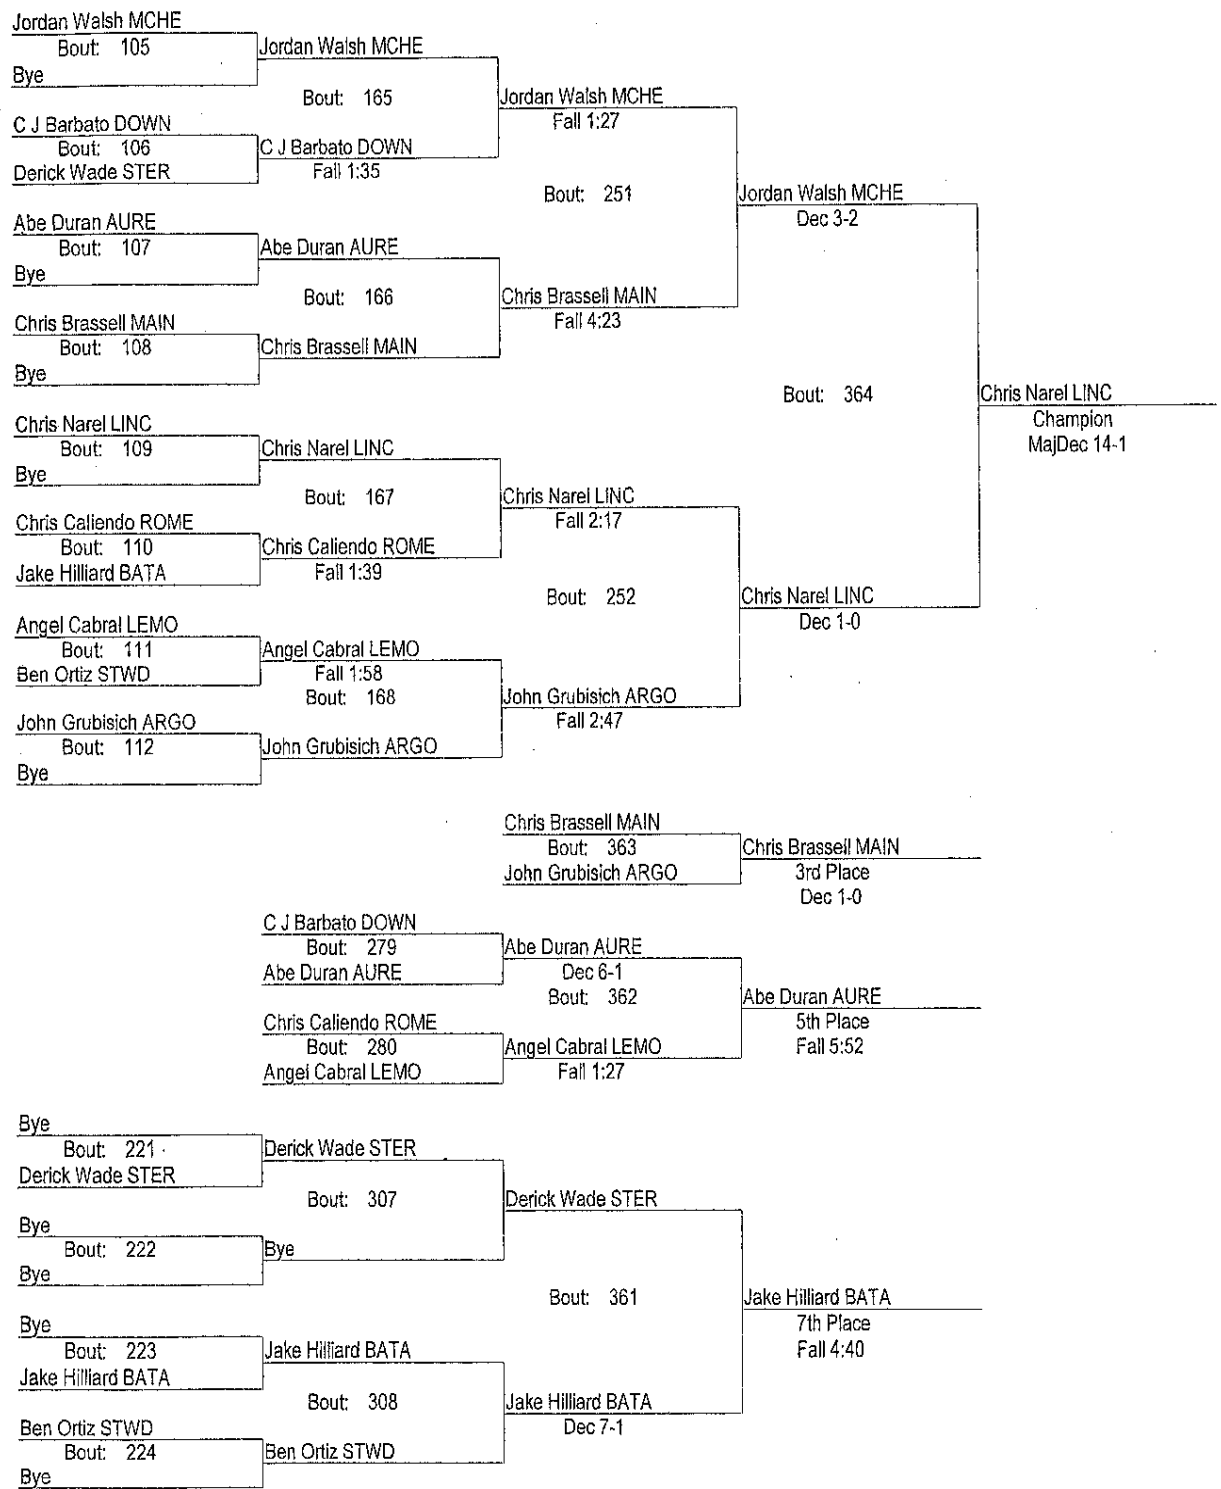 Jordan Walsh MCHE
Bout: 105
Jordan Walsh MCHE
Bye
Bout: 165
Jordan Walsh MCHE
Fall 1:27
C J Barbato DOWN
Bout: 106
C J Barbato DOWN
Derick Wade STER
Fall 1:35
Bout: 251
Jordan Walsh MCHE
Dec 3-2
Abe Duran AURE
Bout: 107
Abe Duran AURE
Bye
Bout: 166
Chris Brassell MAIN
Fall 4:23
Chris Brassell MAIN
Bout: 108
Chris Brassell MAIN
Bye
Bout: 364
Chris Narel LINC
Champion
MajDec 14-1
Chris Narel LINC
Bout: 109
Chris Narel LINC
Bye
Bout: 167
Chris Narel LINC
Fall 2:17
Chris Caliendo ROME
Bout: 110
Chris Caliendo ROME
Jake Hilliard BATA
Fall 1:39
Bout: 252
Chris Narel LINC
Dec 1-0
Angel Cabral LEMO
Bout: 111
Angel Cabral LEMO
Ben Ortiz STWD
Fall 1:58
Bout: 168
John Grubisich ARGO
Fall 2:47
John Grubisich ARGO
Bout: 112
John Grubisich ARGO
Bye
Chris Brassell MAIN
Bout: 363
Chris Brassell MAIN
John Grubisich ARGO
3rd Place
Dec 1-0
C J Barbato DOWN
Bout: 279
Abe Duran AURE
Abe Duran AURE
Dec 6-1
Bout: 362
Abe Duran AURE
5th Place
Fall 5:52
Chris Caliendo ROME
Bout: 280
Angel Cabral LEMO
Angel Cabral LEMO
Fall 1:27
Bye
Bout: 221
Derick Wade STER
Derick Wade STER
Bout: 307
Derick Wade STER
Bye
Bout: 222
Bye
Bye
Bout: 361
Jake Hilliard BATA
7th Place
Fall 4:40
Bye
Bout: 223
Jake Hilliard BATA
Jake Hilliard BATA
Bout: 308
Jake Hilliard BATA
Dec 7-1
Ben Ortiz STWD
Bout: 224
Ben Ortiz STWD
Bye